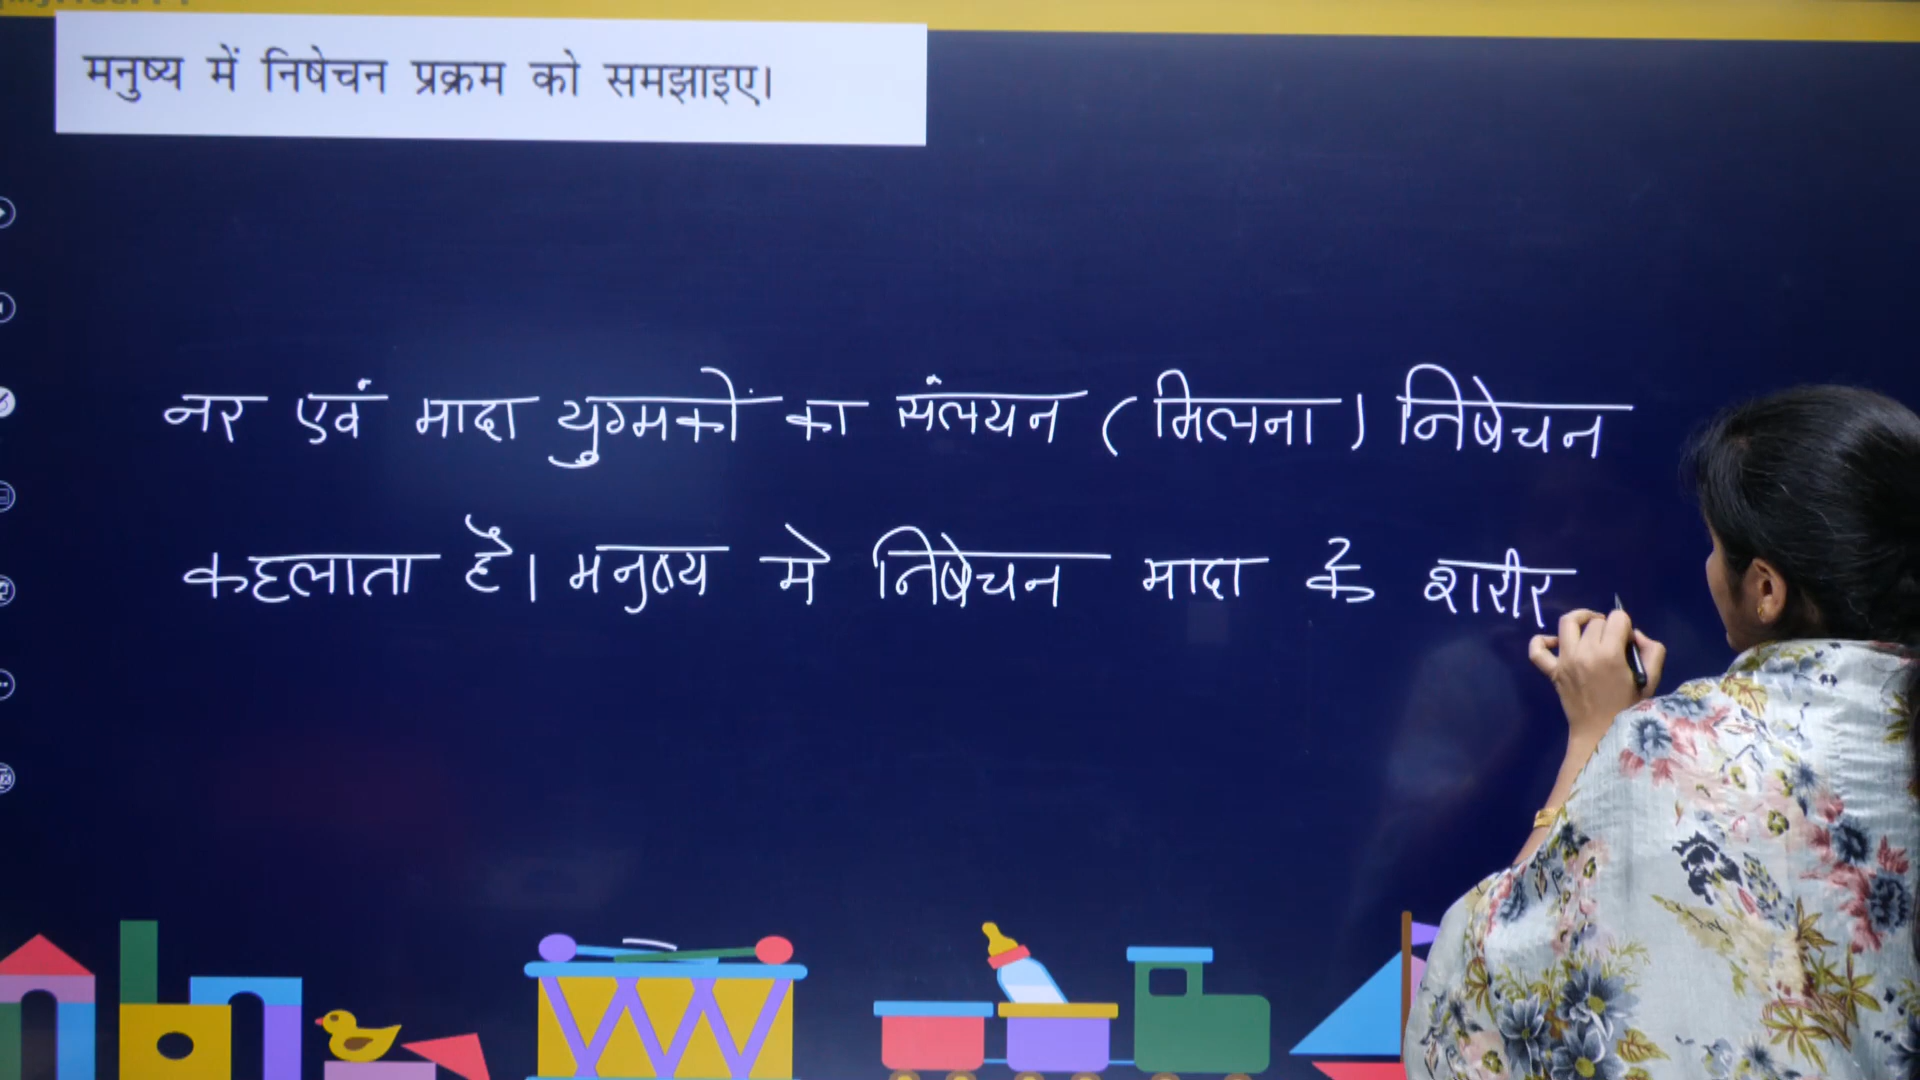 मनुष्य में निषेचन प्रक्रम को समझाइए।
नर एवं मादा युग्मकों का संलयन ( मिलना ) निषेचन
कहलाता है। मनुष्य मे निषेचन मादा के शरीर